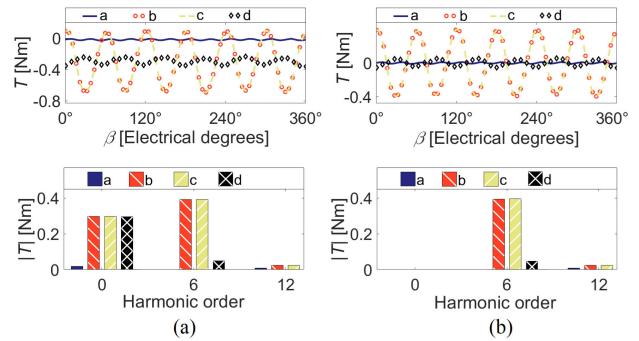 a b c d
0
-0.4
-0.8
T [Nm]
0° 120° 240° 360°
β [Electrical degrees]
a b c d
0.4
0.2
0
|T| [Nm]
0 6 12
Harmonic order
(a)
a b c d
0.4
0
-0.4
T [Nm]
0° 120° 240° 360°
β [Electrical degrees]
a b c d
0.4
0.2
0
|T| [Nm]
0 6 12
Harmonic order
(b)